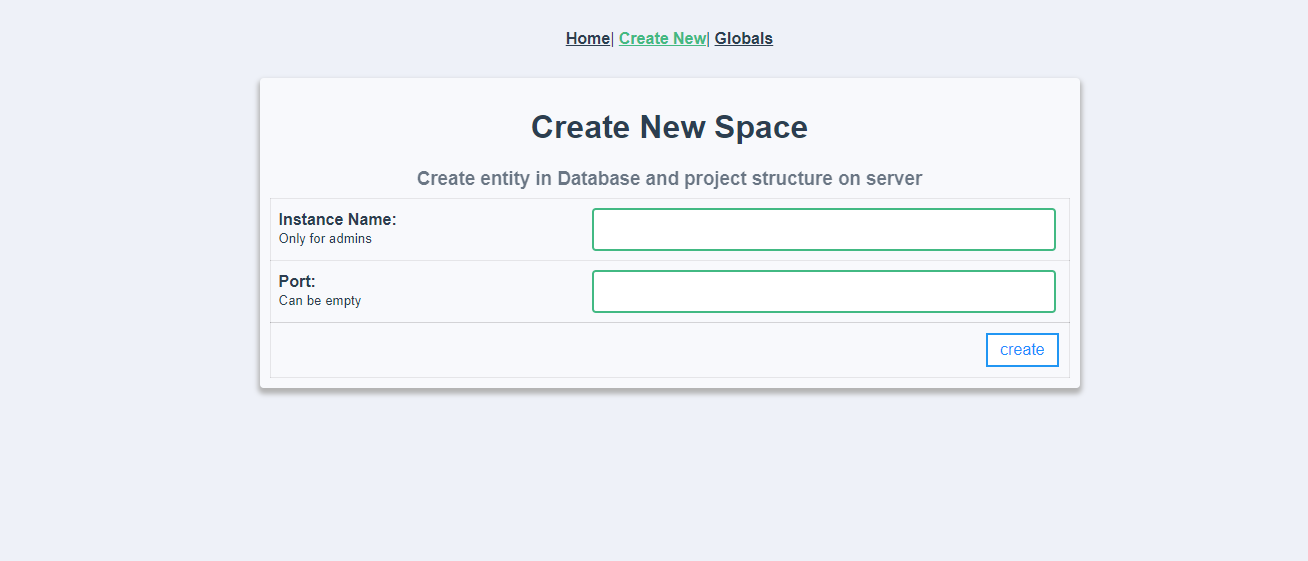 Home| Create New| Globals
Create New Space
Create entity in Database and project structure on server
Instance Name:
Only for admins
Port:
Can be empty
create